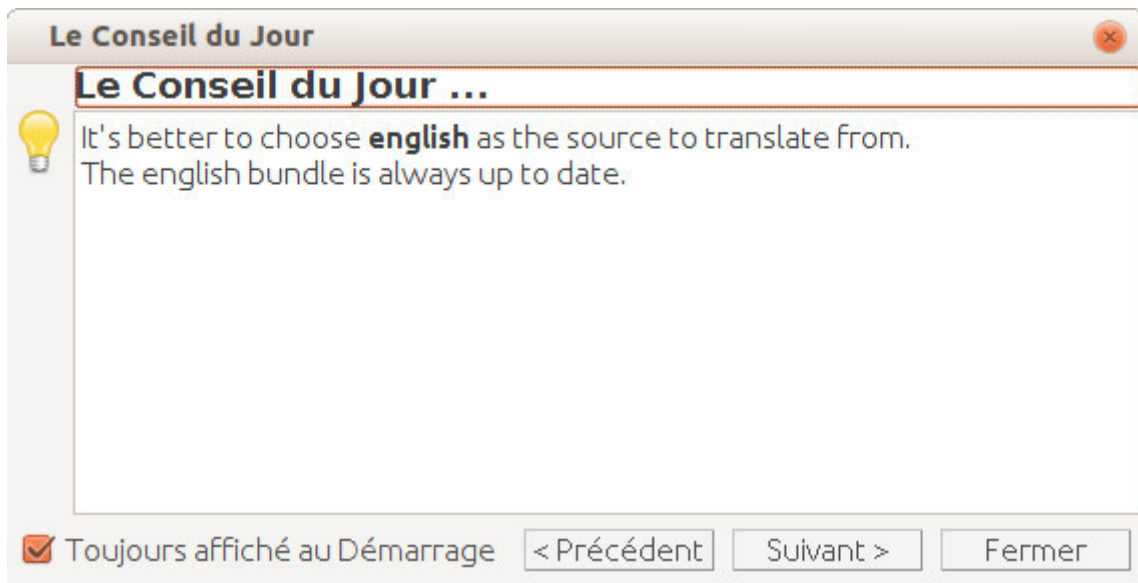 Le Conseil du Jour
Le Conseil du Jour ...
It's better to choose english as the source to translate from.
The english bundle is always up to date.
Toujours affiché au Démarrage
< Précédent
Suivant >
Fermer